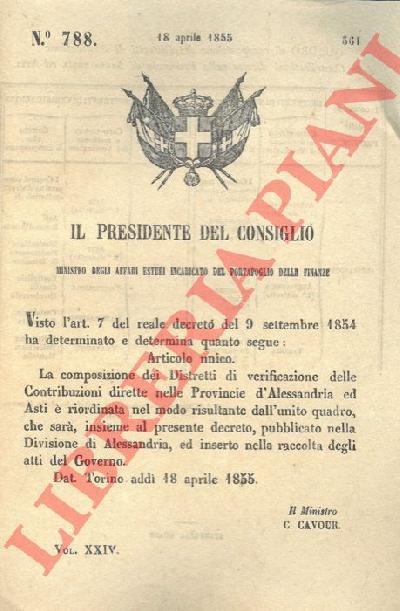 N.º 788.
18 aprile 1855
561
IL PRESIDENTE DEL CONSIGLIO
MINISTRO DEGLI AFFARI ESTERI INCARICATO DEL PORTAFOGLIO DELLE FINANZE
Visto l'art. 7 del reale decreto del 9 settembre 1854
ha determinato e determina quanto segue:
Articolo unico.
La composizione dei Distretti di verificazione delle
Contribuzioni dirette nelle Provincie d'Alessandria ed
Asti è riordinata nel modo risultante dall'unito quadro,
che sarà, insieme al presente decreto, pubblicato nella
Divisione di Alessandria, ed inserto nella raccolta degli
atti del Governo.
Dat. Torino addì 18 aprile 1855.
Il Ministro
C. CAVOUR.
VOL. XXIV.
LIBRERIA PIANI
LIBRERIA PIANI